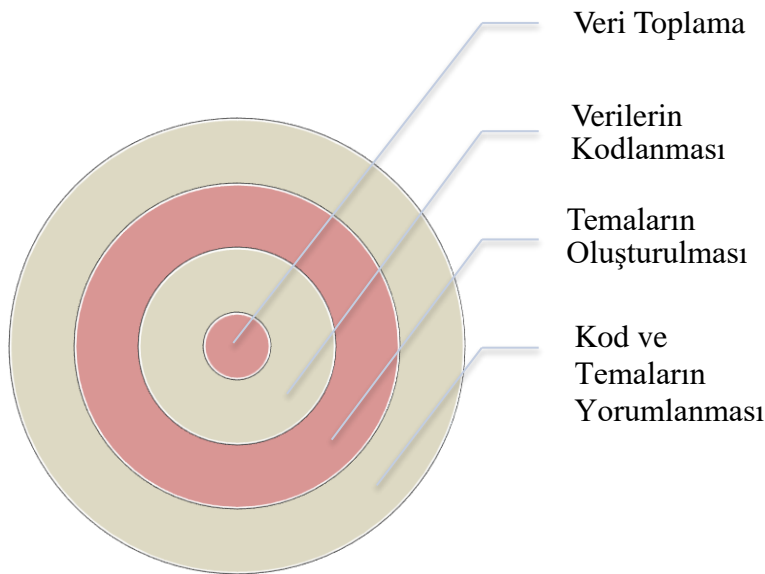 Veri Toplama
Verilerin
Kodlanması
Temaların
Oluşturulması
Kod ve
Temaların
Yorumlanması